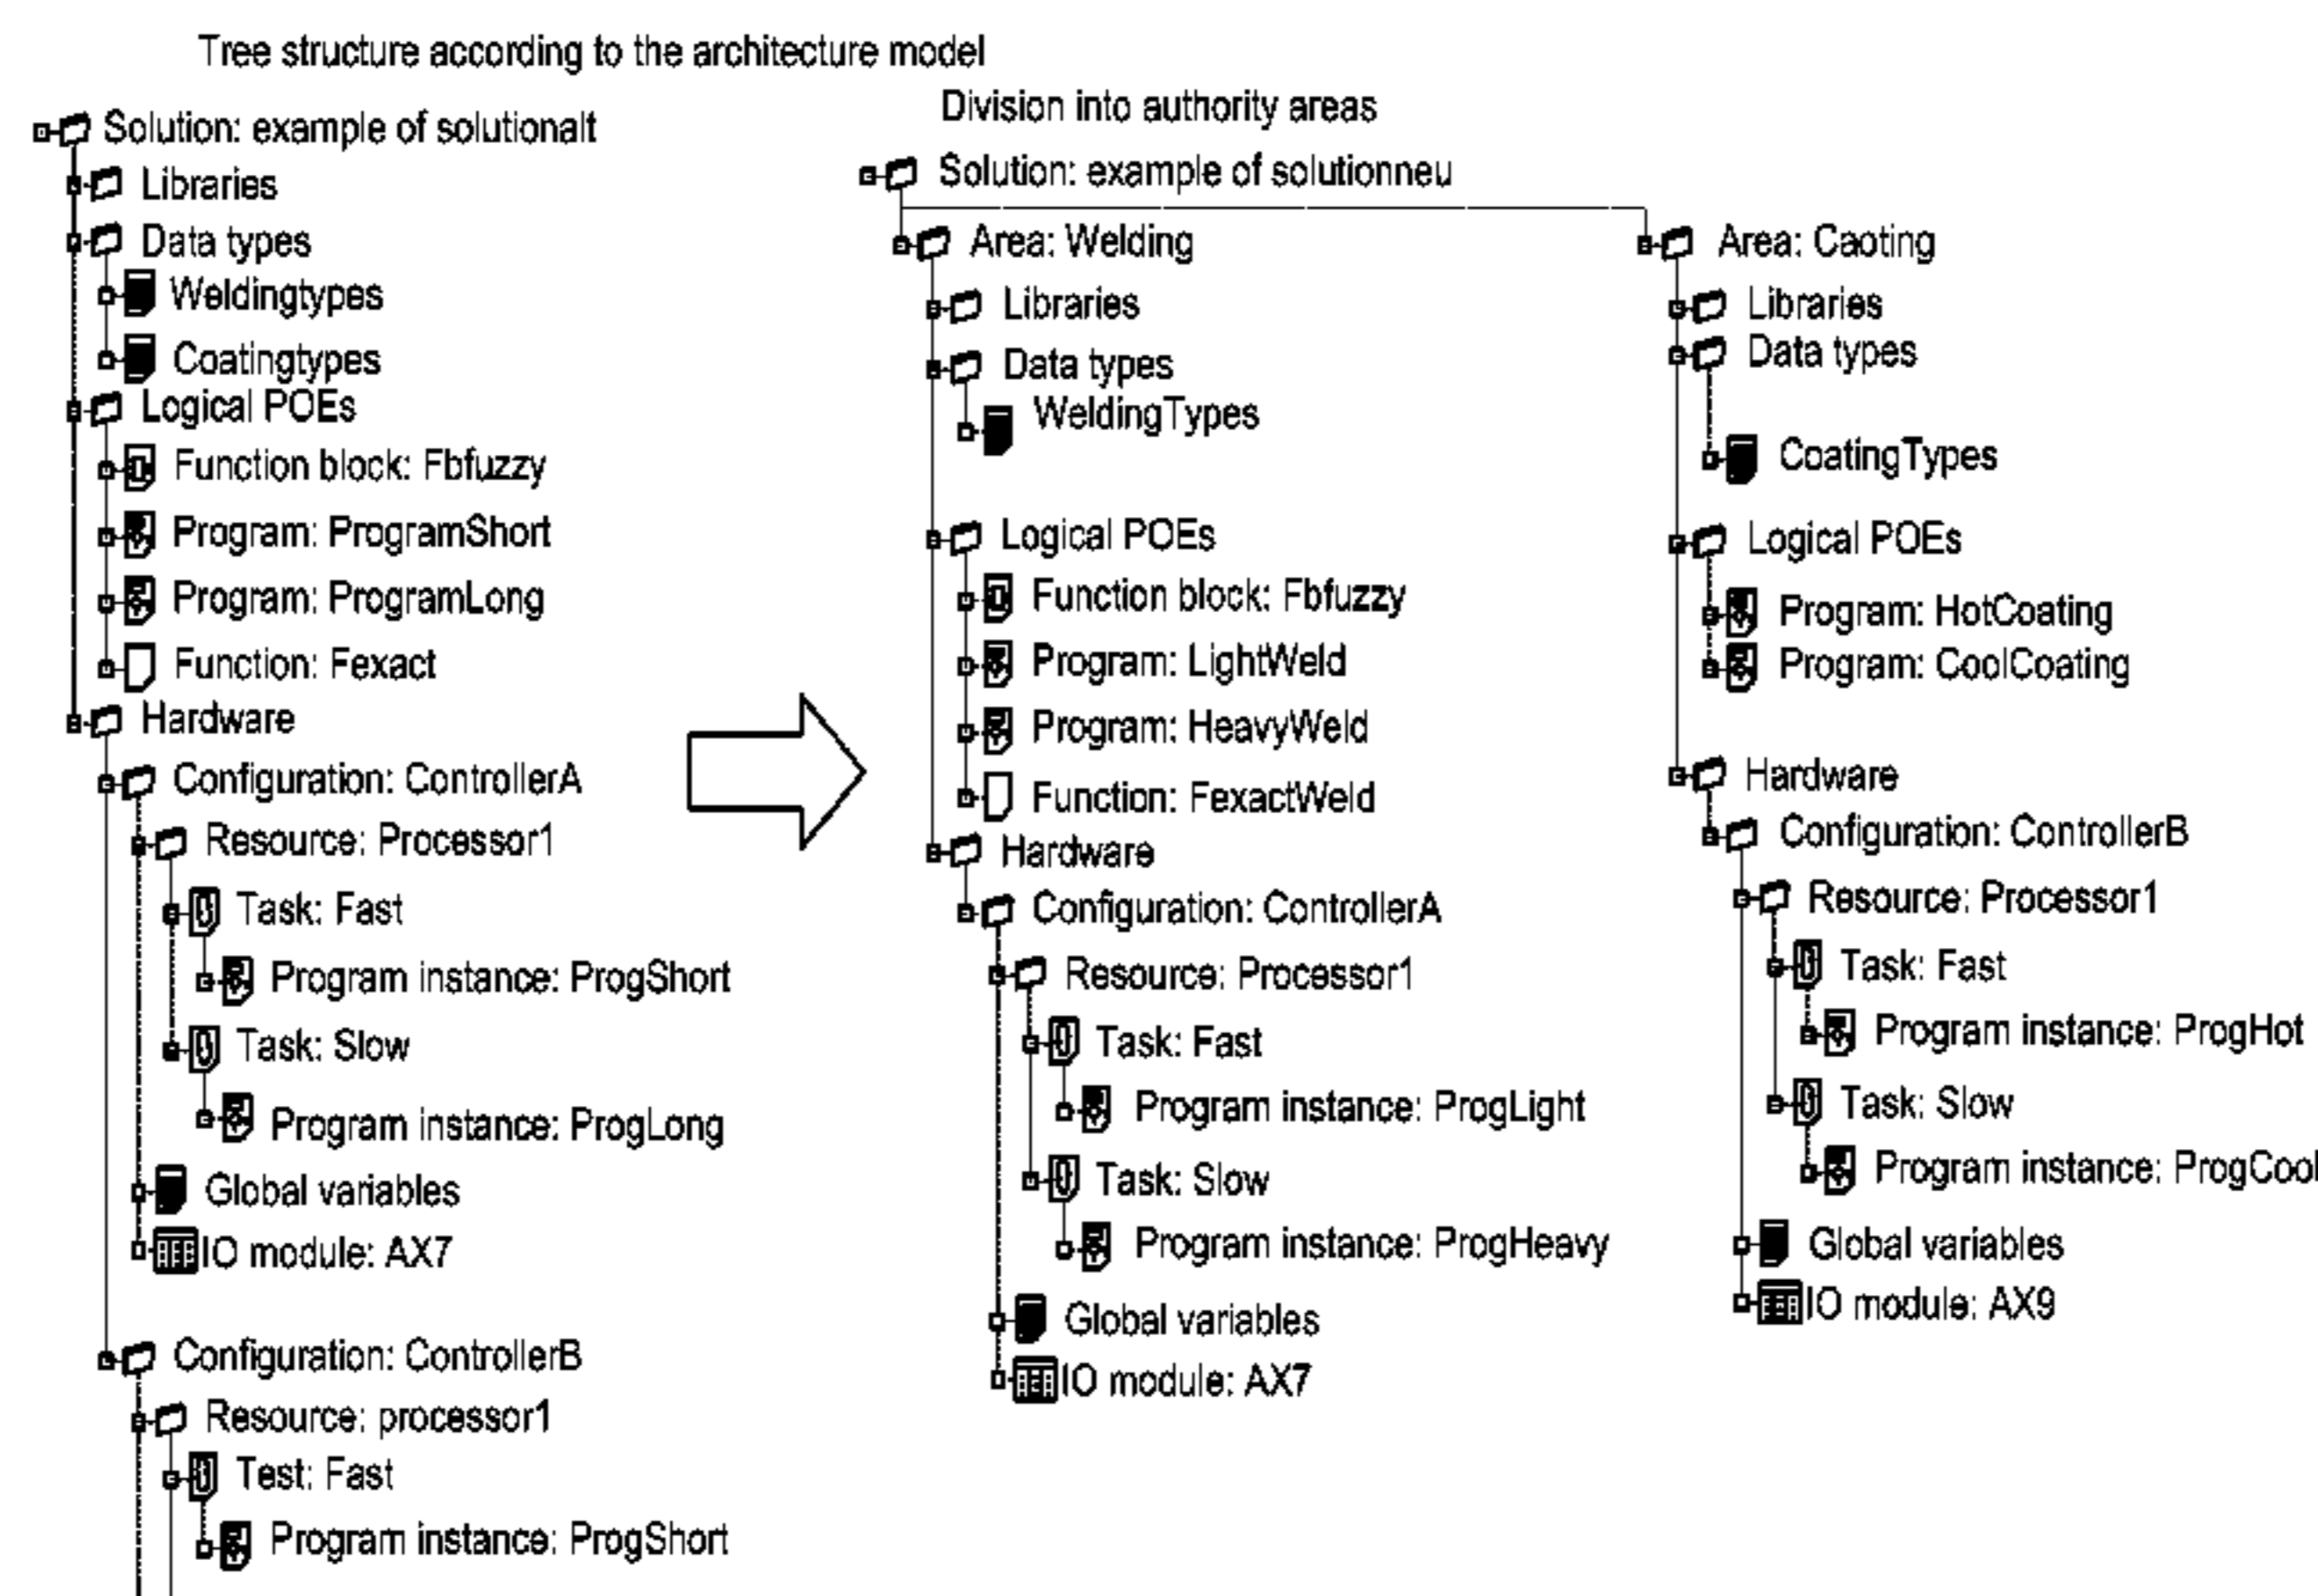 Tree structure according to the architecture model
Solution: example of solutionalt
Libraries
Data types
Weldingtypes
Coatingtypes
Logical POEs
Function block: Fbfuzzy
Program: ProgramShort
Program: ProgramLong
Function: Fexact
Hardware
Configuration: ControllerA
Resource: Processor1
Task: Fast
Program instance: ProgShort
Task: Slow
Program instance: ProgLong
Global variables
IO module: AX7
Configuration: ControllerB
Resource: processor1
Test: Fast
Program instance: ProgShort
Division into authority areas
Solution: example of solutionneu
Area: Welding
Libraries
Data types
WeldingTypes
Logical POEs
Function block: Fbfuzzy
Program: LightWeld
Program: HeavyWeld
Function: FexactWeld
Hardware
Configuration: ControllerA
Resource: Processor1
Task: Fast
Program instance: ProgLight
Task: Slow
Program instance: ProgHeavy
Global variables
IO module: AX7
Area: Caoting
Libraries
Data types
CoatingTypes
Logical POEs
Program: HotCoating
Program: CoolCoating
Hardware
Configuration: ControllerB
Resource: Processor1
Task: Fast
Program instance: ProgHot
Task: Slow
Program instance: ProgCool
Global variables
IO module: AX9